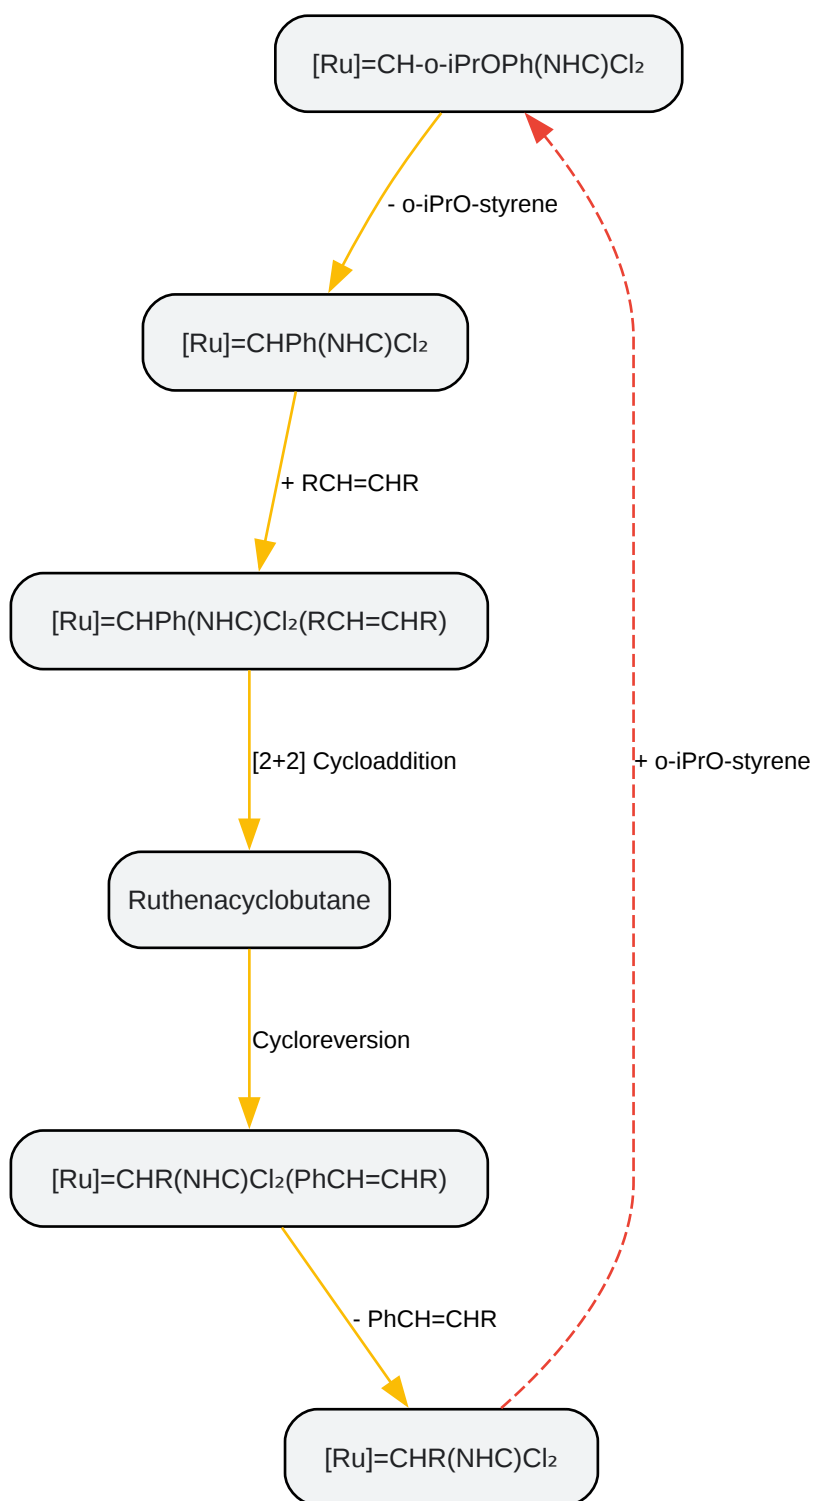 [Ru]=CH-o-iPrOPh(NHC)Cl₂
- o-iPrO-styrene
[Ru]=CHPh(NHC)Cl₂
+ RCH=CHR
[Ru]=CHPh(NHC)Cl₂(RCH=CHR)
[2+2] Cycloaddition
+ o-iPrO-styrene
Ruthenacyclobutane
Cycloreversion
[Ru]=CHR(NHC)Cl₂(PhCH=CHR)
- PhCH=CHR
[Ru]=CHR(NHC)Cl₂